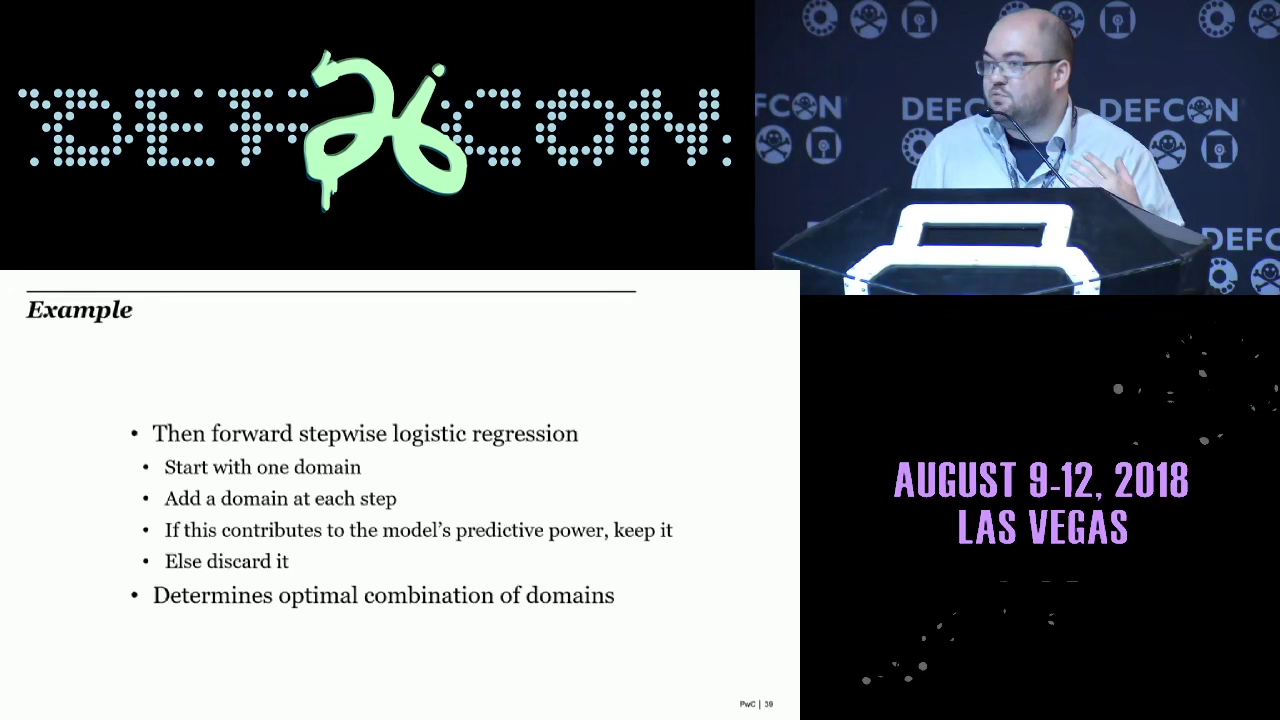 DEF 26 CON
DEFCON
DEFCON
DEFCON
DEFC
Example
• Then forward stepwise logistic regression
• Start with one domain
• Add a domain at each step
• If this contributes to the model's predictive power, keep it
• Else discard it
• Determines optimal combination of domains
PwC | 39
AUGUST 9-12, 2018
LAS VEGAS